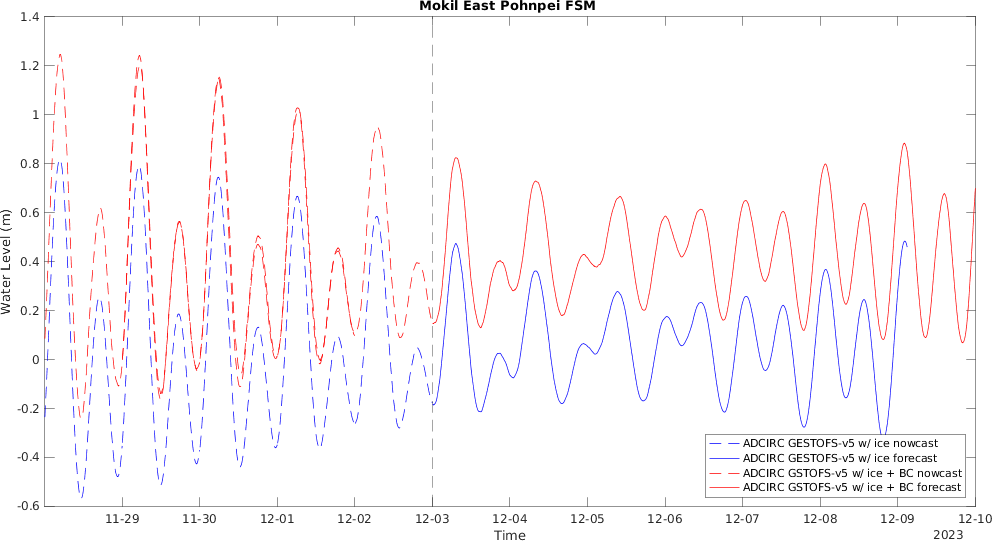 Mokil East Pohnpei FSM
1.4
1.2
1
0.8
0.6
0.4
0.2
0
-0.2
-0.4
-0.6
Water Level (m)
11-29 11-30 12-01 12-02 12-03 12-04 12-05 12-06 12-07 12-08 12-09 12-10
Time
2023
ADCIRC GESTOFS-v5 w/ ice nowcast
ADCIRC GESTOFS-v5 w/ ice forecast
ADCIRC GSTOFS-v5 w/ ice + BC nowcast
ADCIRC GSTOFS-v5 w/ ice + BC forecast